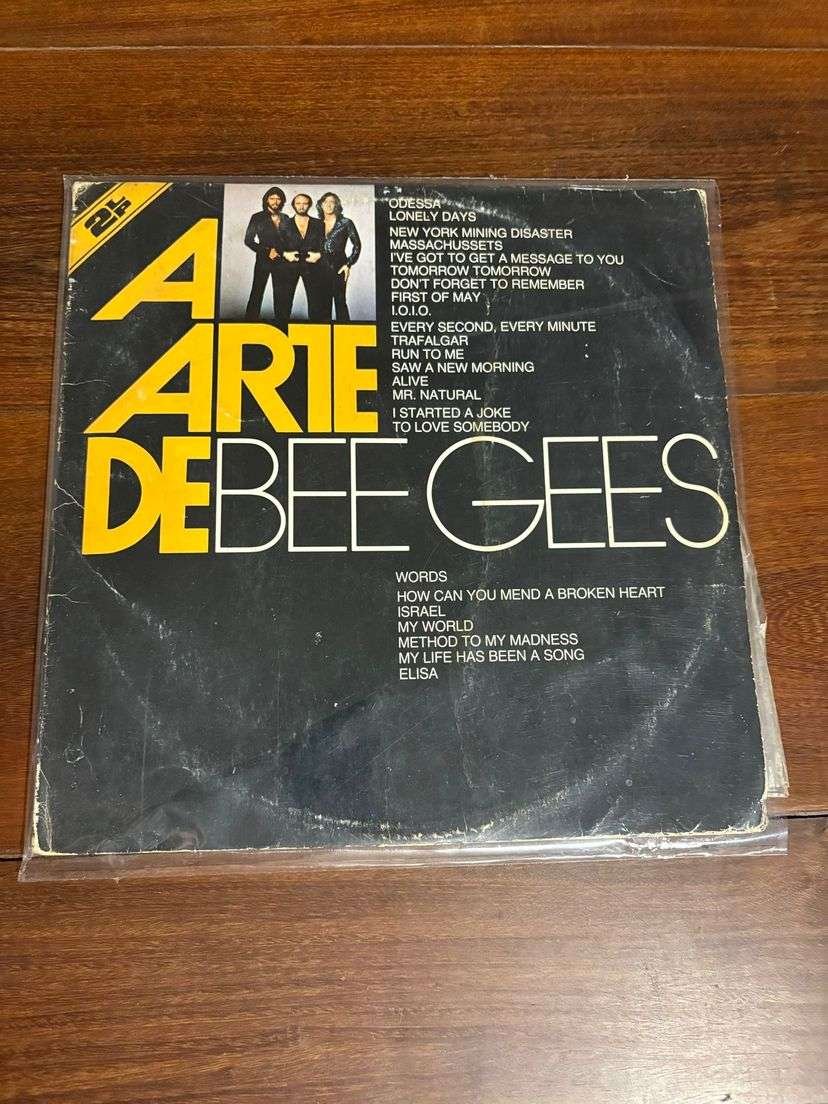 2LP
A
ARTE
DE BEE GEES
ODESSA
LONELY DAYS
NEW YORK MINING DISASTER
MASSACHUSSETS
I'VE GOT TO GET A MESSAGE TO YOU
TOMORROW TOMORROW
DON'T FORGET TO REMEMBER
FIRST OF MAY
I.O.I.O.
EVERY SECOND, EVERY MINUTE
TRAFALGAR
RUN TO ME
SAW A NEW MORNING
ALIVE
MR. NATURAL
I STARTED A JOKE
TO LOVE SOMEBODY
WORDS
HOW CAN YOU MEND A BROKEN HEART
ISRAEL
MY WORLD
METHOD TO MY MADNESS
MY LIFE HAS BEEN A SONG
ELISA